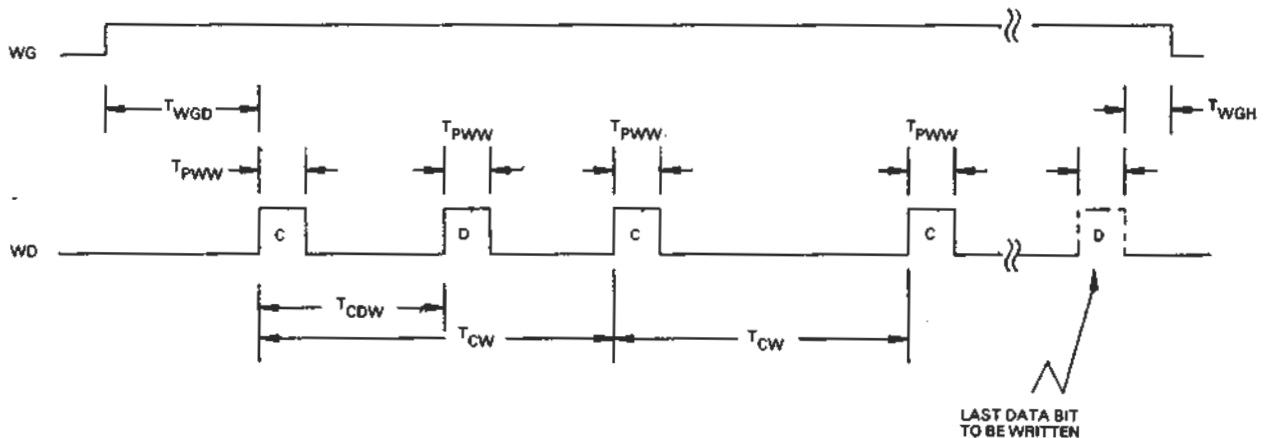 WG
TWGD
TWGH
TPWW
TPWW
TPWW
TPWW
WD
C
D
C
C
D
TCDW
TCW
TCW
LAST DATA BIT
TO BE WRITTEN